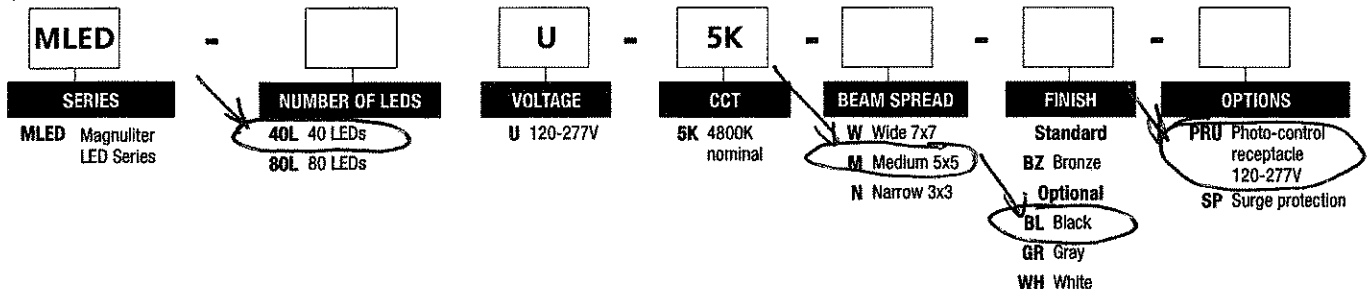 MLED - U - 5K - - -
SERIES
MLED Magnuliter
LED Series
NUMBER OF LEDS
40L 40 LEDs
80L 80 LEDs
VOLTAGE
U 120-277V
CCT
5K 4800K
nominal
BEAM SPREAD
W Wide 7x7
M Medium 5x5
N Narrow 3x3
FINISH
Standard
BZ Bronze
Optional
BL Black
GR Gray
WH White
OPTIONS
PRU Photo-control
receptacle
120-277V
SP Surge protection